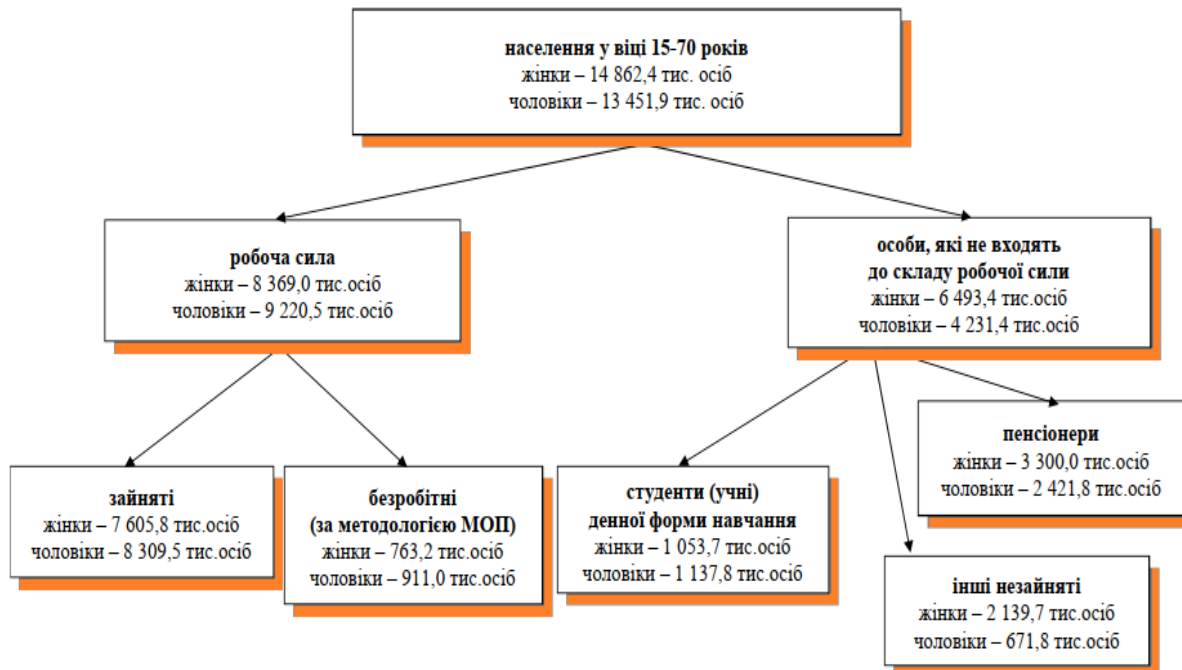 населення у віці 15-70 років
жінки – 14 862,4 тис. осіб
чоловіки – 13 451,9 тис. осіб
робоча сила
жінки – 8 369,0 тис.осіб
чоловіки – 9 220,5 тис.осіб
особи, які не входять
до складу робочої сили
жінки – 6 493,4 тис.осіб
чоловіки – 4 231,4 тис.осіб
зайняті
жінки – 7 605,8 тис.осіб
чоловіки – 8 309,5 тис.осіб
безробітні
(за методологією МОП)
жінки – 763,2 тис.осіб
чоловіки – 911,0 тис.осіб
студенти (учні)
денної форми навчання
жінки – 1 053,7 тис.осіб
чоловіки – 1 137,8 тис.осіб
пенсіонери
жінки – 3 300,0 тис.осіб
чоловіки – 2 421,8 тис.осіб
інші незайняті
жінки – 2 139,7 тис.осіб
чоловіки – 671,8 тис.осіб